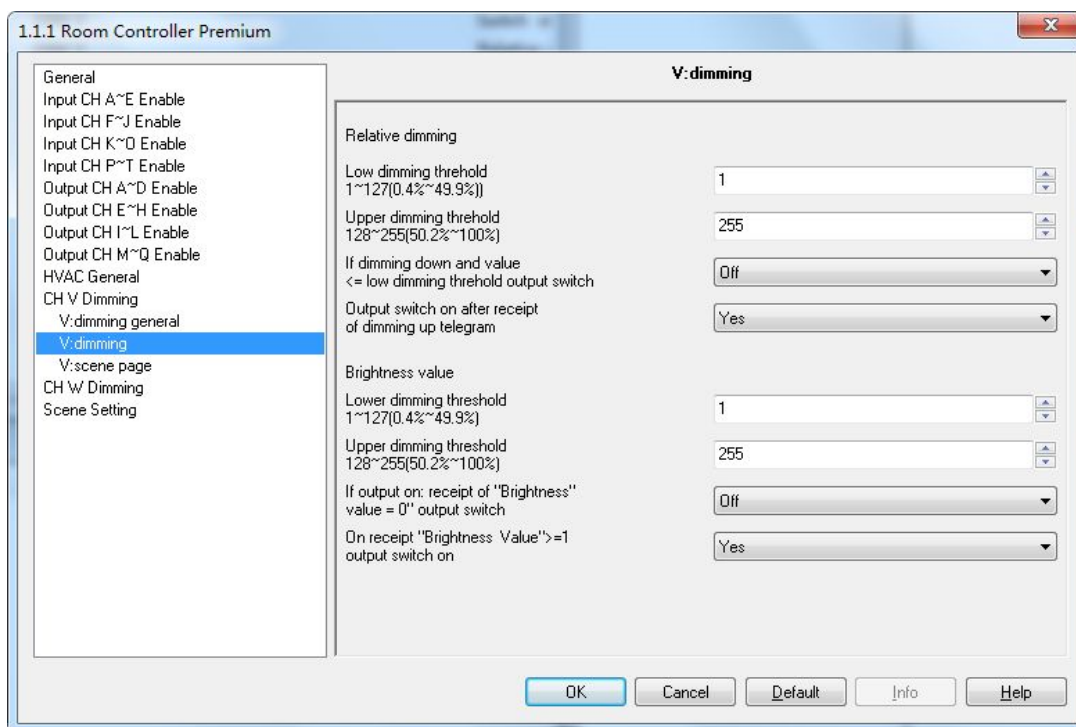 1.1.1 Room Controller Premium
General
Input CH A~E Enable
Input CH F~J Enable
Input CH K~O Enable
Input CH P~T Enable
Output CH A~D Enable
Output CH E~H Enable
Output CH I~L Enable
Output CH M~Q Enable
HVAC General
CH V Dimming
V:dimming general
V:dimming
V:scene page
CH W Dimming
Scene Setting
V:dimming
Relative dimming
Low dimming threhold
1~127(0.4%~49.9%))
1
Upper dimming threhold
128~255(50.2%~100%)
255
If dimming down and value
<= low dimming threhold output switch
Off
Output switch on after receipt
of dimming up telegram
Yes
Brightness value
Lower dimming threshold
1~127(0.4%~49.9%)
1
Upper dimming threshold
128~255(50.2%~100%)
255
If output on: receipt of "Brightness"
value = 0" output switch
Off
On receipt "Brightness Value">=1
output switch on
Yes
OK
Cancel
Default
Info
Help